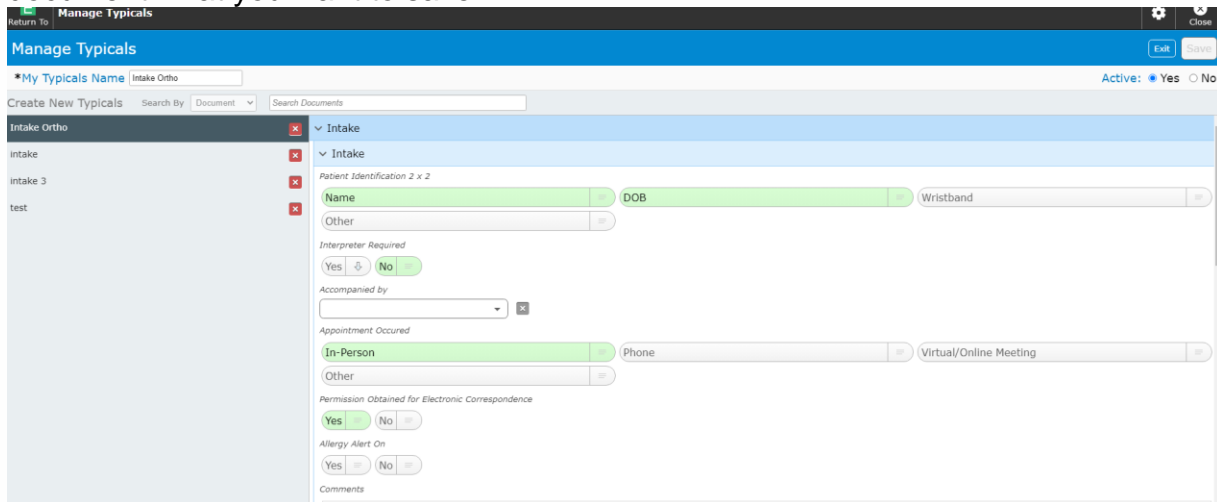 Return To Manage Typicals Close
Manage Typicals Exit Save
*My Typicals Name Intake Ortho Active: Yes No
Create New Typicals Search By Document Search Documents
Intake Ortho
intake
intake 3
test
Intake
Intake
Patient Identification 2 x 2
Name DOB Wristband
Other
Interpreter Required
Yes No
Accompanied by
Appointment Occured
In-Person Phone Virtual/Online Meeting
Other
Permission Obtained for Electronic Correspondence
Yes No
Allergy Alert On
Yes No
Comments